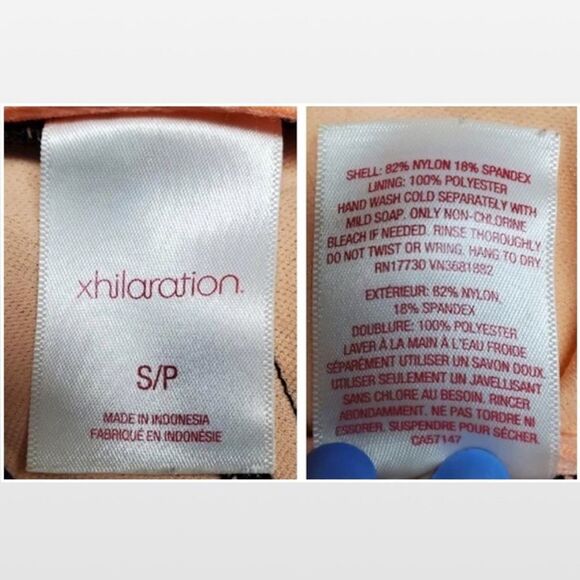 xhilaration.
S/P
MADE IN INDONESIA
FABRIQUÉ EN INDONÉSIE
SHELL: 82% NYLON 18% SPANDEX
LINING: 100% POLYESTER
HAND WASH COLD SEPARATELY WITH
MILD SOAP. ONLY NON-CHLORINE
BLEACH IF NEEDED. RINSE THOROUGHLY.
DO NOT TWIST OR WRING. HANG TO DRY.
RN17730 VN3681882
EXTÉRIEUR: 82% NYLON.
18% SPANDEX
DOUBLURE: 100% POLYESTER
LAVER À LA MAIN À L'EAU FROIDE
SÉPARÉMENT UTILISER UN SAVON DOUX.
UTILISER SEULEMENT UN JAVELLISANT
SANS CHLORE AU BESOIN. RINCER
ABONDAMMENT. NE PAS TORDRE NI
ESSORER. SUSPENDRE POUR SÉCHER.
CA57147